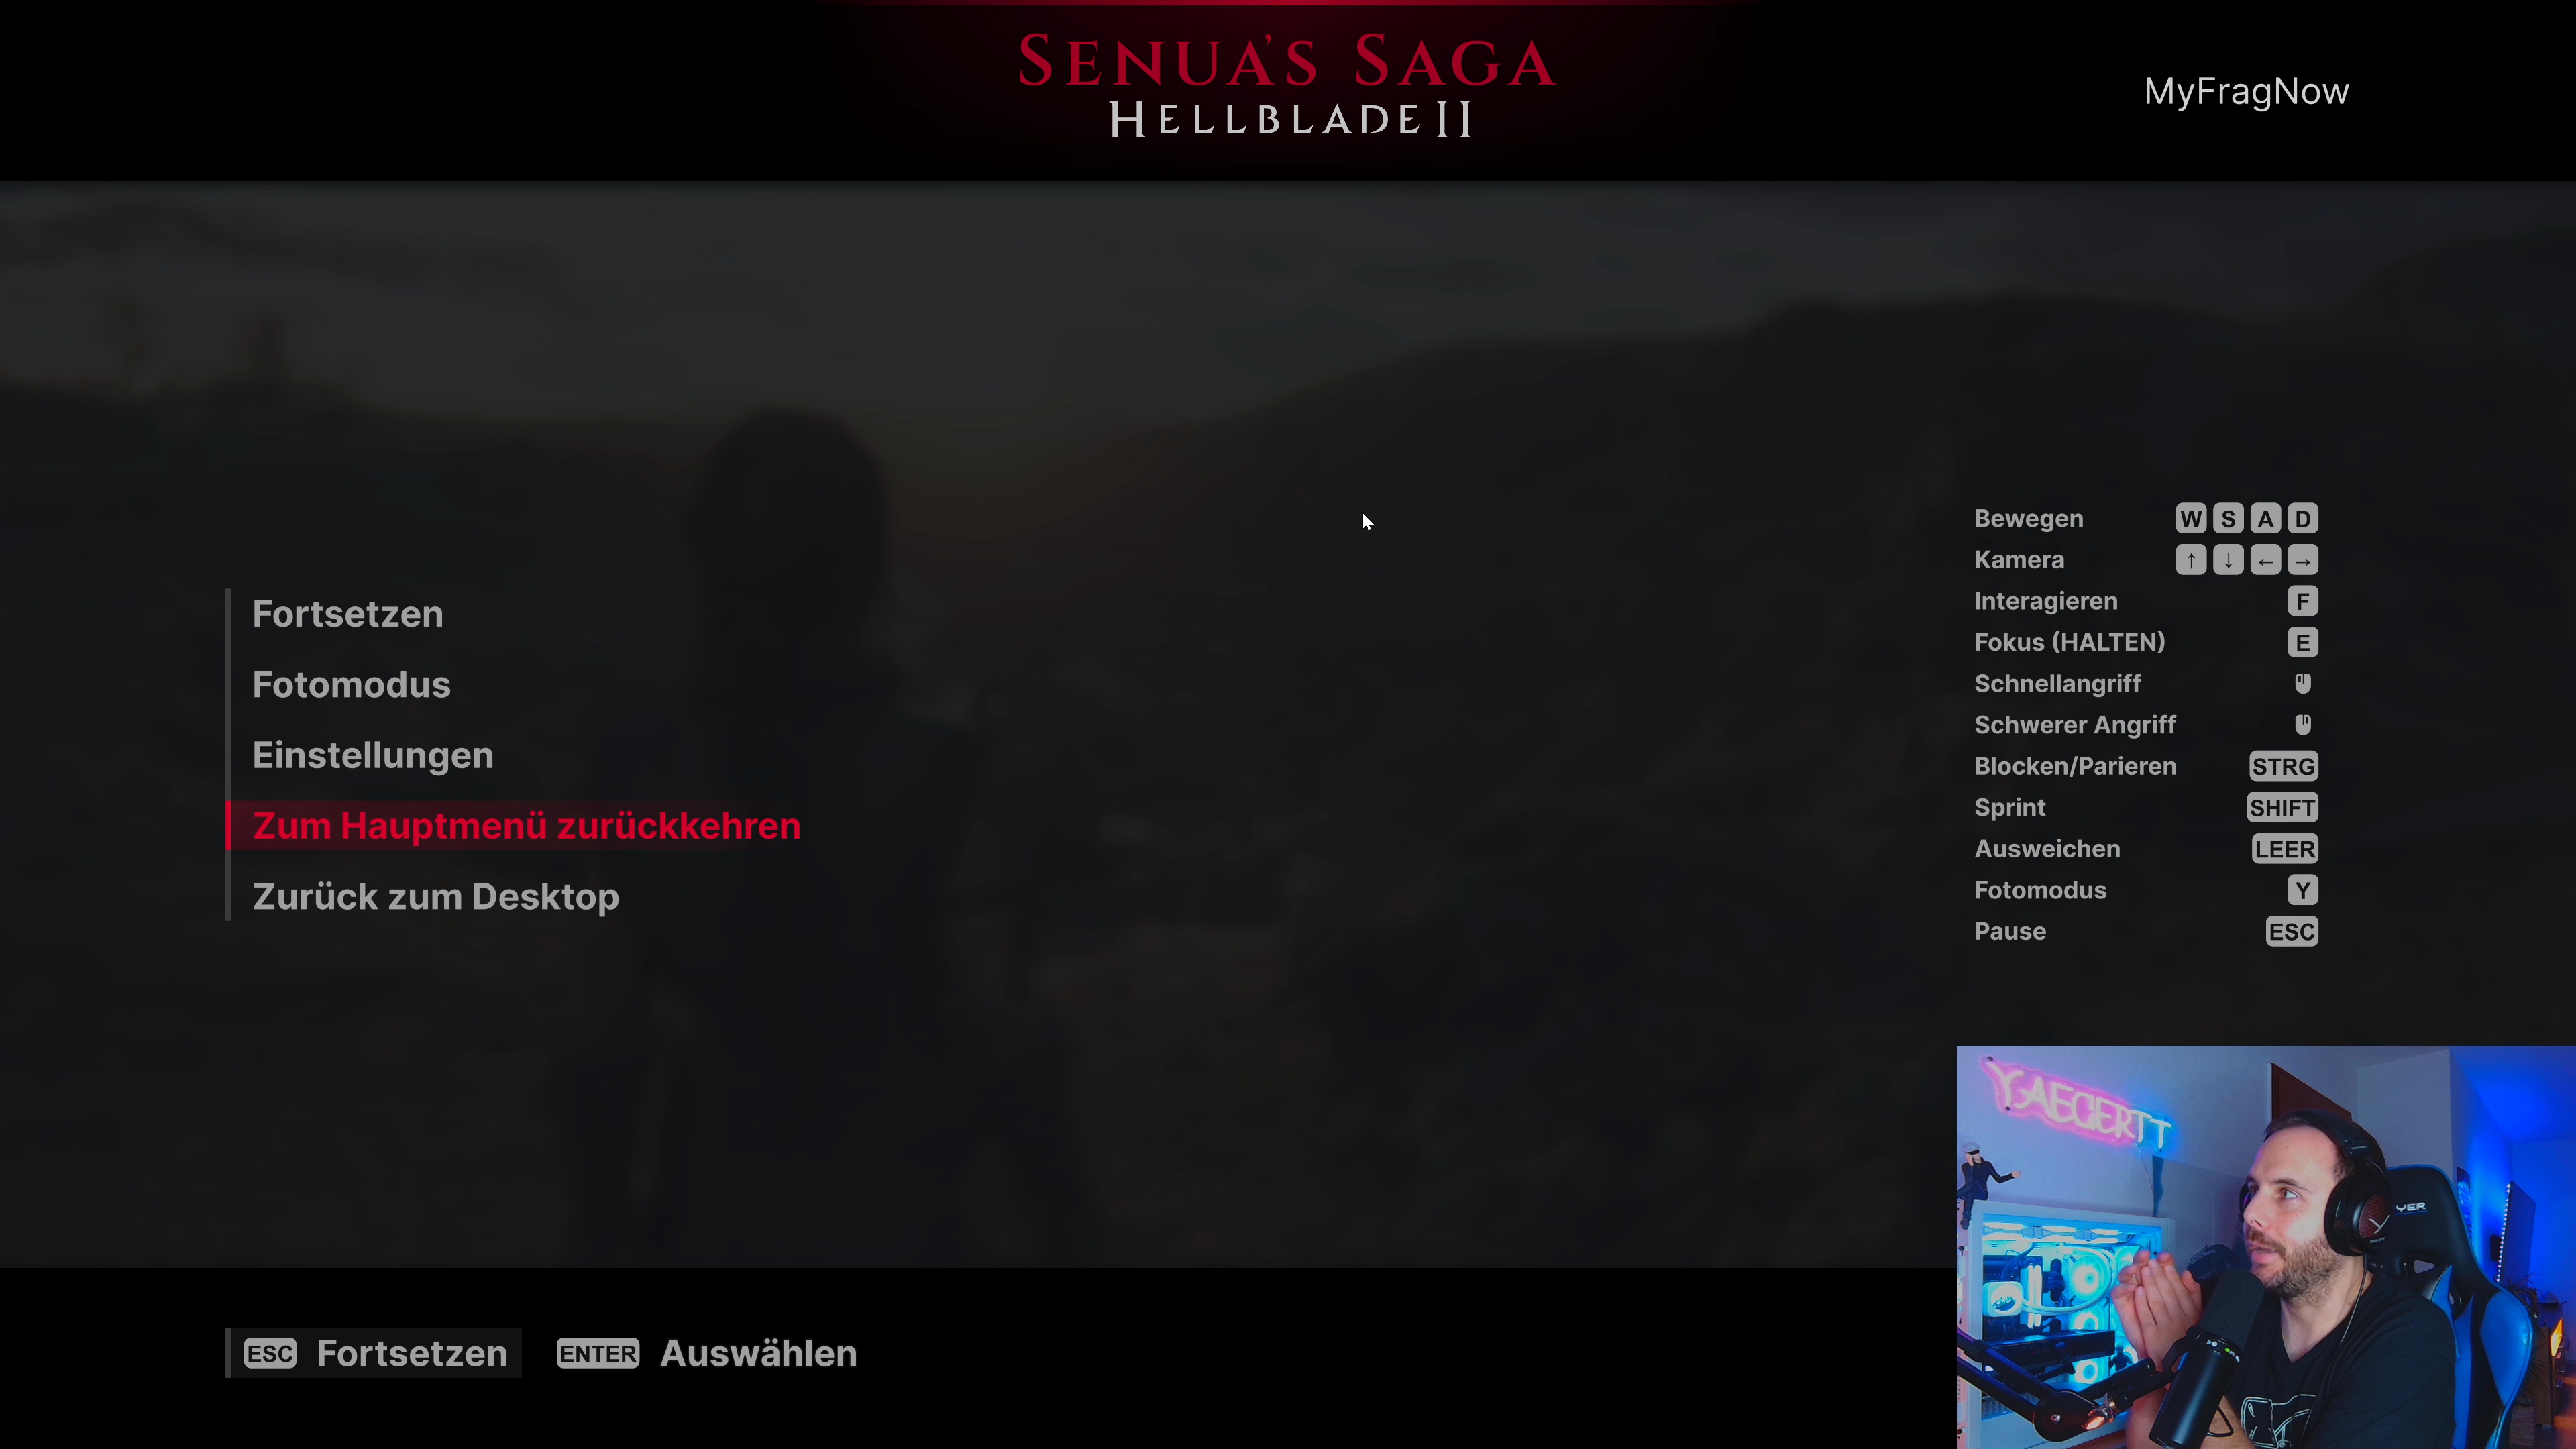 SENUA'S SAGA
HELLBLADE II
MyFragNow
Fortsetzen
Fotomodus
Einstellungen
Zum Hauptmenü zurückkehren
Zurück zum Desktop
Bewegen W S A D
Kamera ↑ ↓ ← →
Interagieren F
Fokus (HALTEN) E
Schnellangriff
Schwerer Angriff
Blocken/Parieren STRG
Sprint SHIFT
Ausweichen LEER
Fotomodus Y
Pause ESC
YAEGERTT
ESC Fortsetzen ENTER Auswählen